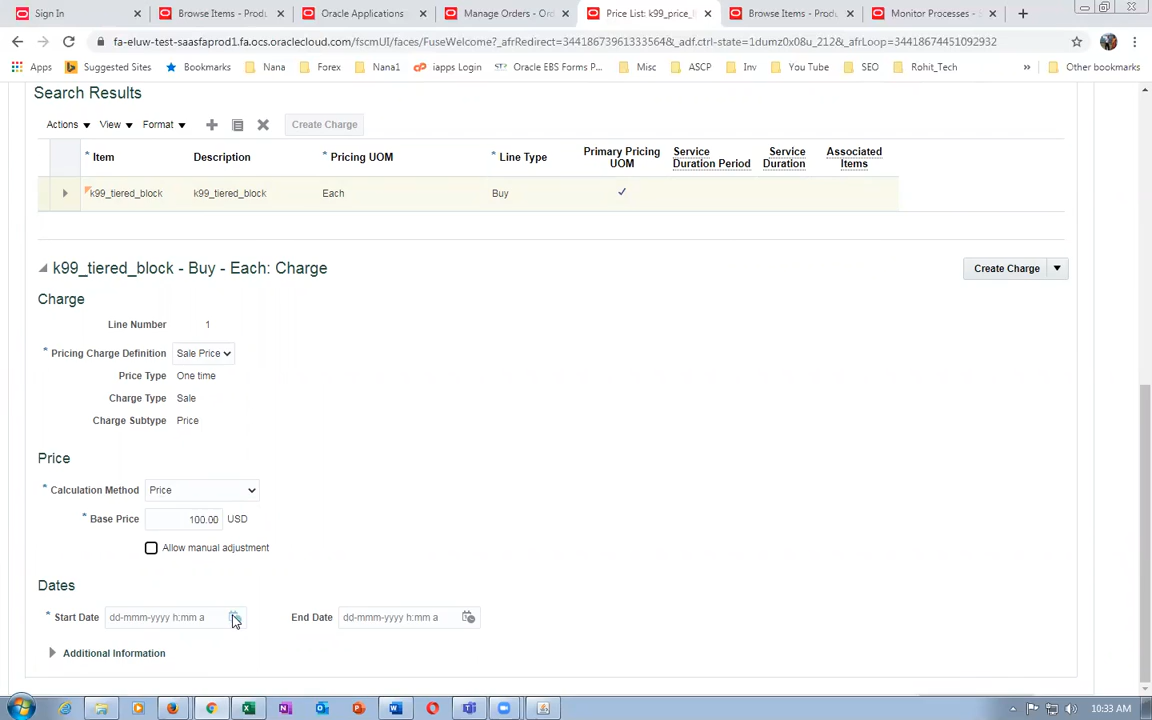 Sign In
Browse Items - Produ
Oracle Applications
Manage Orders - Ord
Price List: k99_price_l
Browse Items - Produ
Monitor Processes -
fa-eluw-test-saasfaprod1.fa.ocs.oraclecloud.com/fscmUI/faces/FuseWelcome?_afrRedirect=344186739613335 64&_adf.ctrl-state=1dumz0x08u_212&_afrLoop=34418674451092932
Apps Suggested Sites Bookmarks Nana Forex Nana1 iapps Login Oracle EBS Forms P... Misc ASCP Inv You Tube SEO Rohit_Tech » Other bookmarks
Search Results
Actions View Format Create Charge
* Item Description * Pricing UOM * Line Type Primary Pricing UOM Service Duration Period Service Duration Associated Items
k99_tiered_block k99_tiered_block Each Buy
k99_tiered_block - Buy - Each: Charge Create Charge
Charge
Line Number 1
* Pricing Charge Definition Sale Price
Price Type One time
Charge Type Sale
Charge Subtype Price
Price
* Calculation Method Price
* Base Price 100.00 USD
Allow manual adjustment
Dates
* Start Date dd-mmm-yyyy h:mm a End Date dd-mmm-yyyy h:mm a
Additional Information
10:33 AM